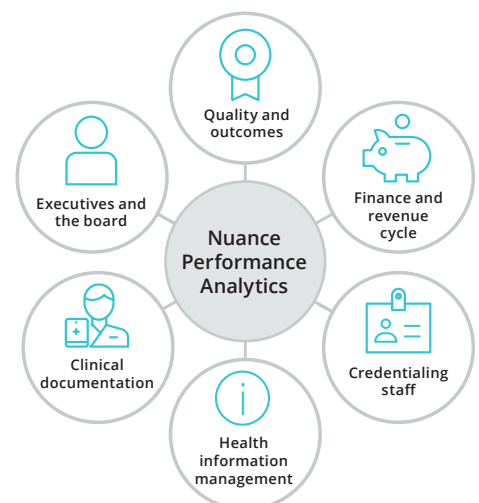 Quality and
outcomes
Executives and
the board
Finance and
revenue
cycle
Nuance
Performance
Analytics
Clinical
documentation
Credentialing
staff
Health
information
management